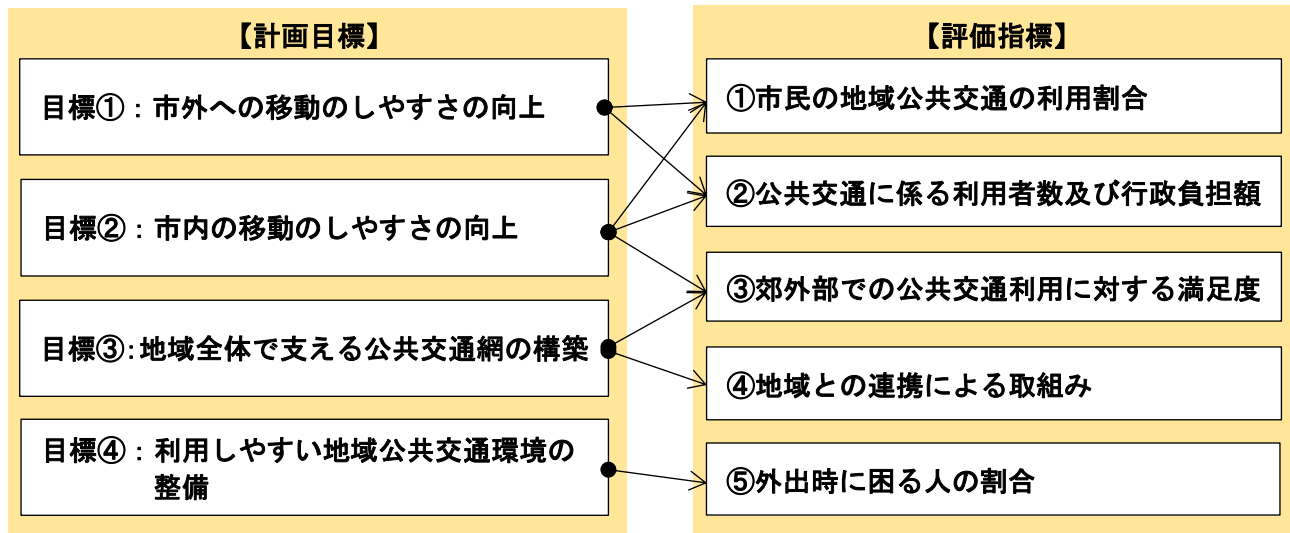 【計画目標】
目標①：市外への移動のしやすさの向上
目標②：市内の移動のしやすさの向上
目標③：地域全体で支える公共交通網の構築
目標④：利用しやすい地域公共交通環境の
整備
【評価指標】
①市民の地域公共交通の利用割合
②公共交通に係る利用者数及び行政負担額
③郊外部での公共交通利用に対する満足度
④地域との連携による取組み
⑤外出時に困る人の割合